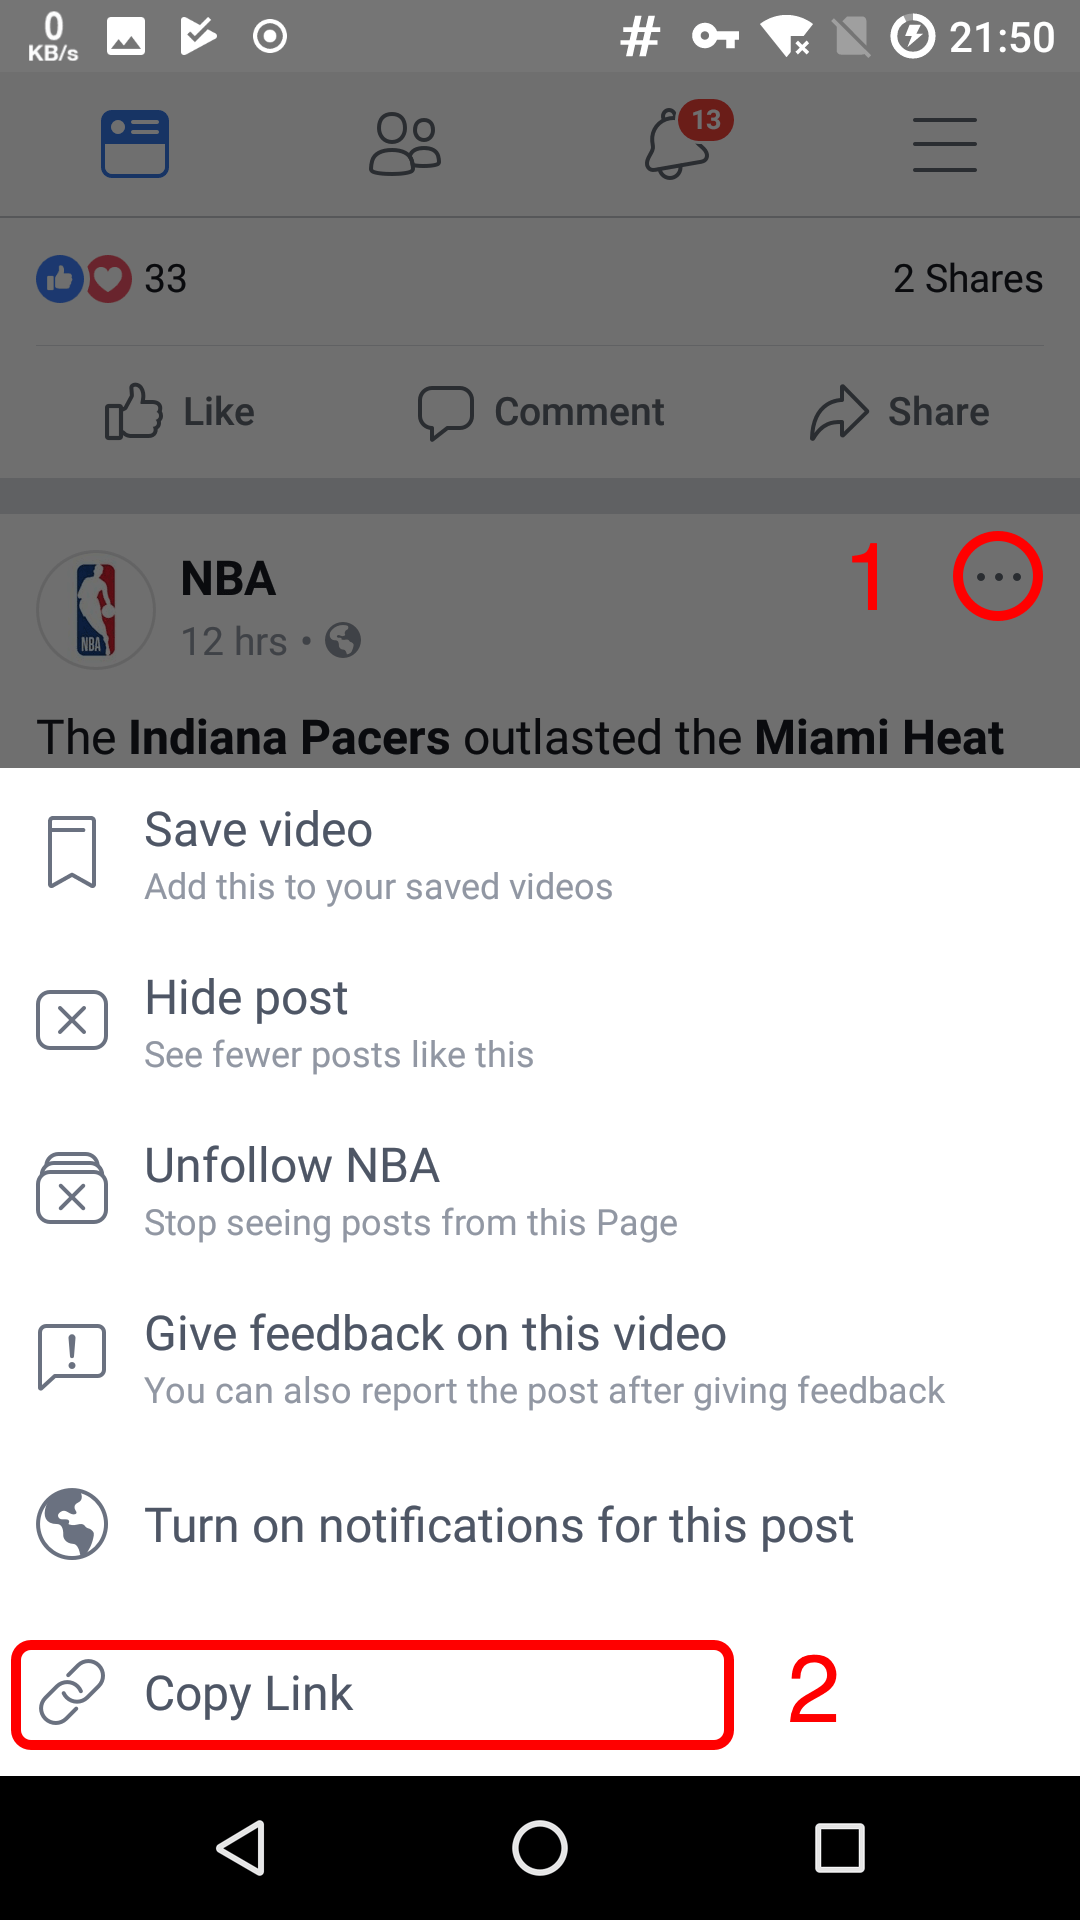 0
KB/s
21:50
13
33
2 Shares
Like
Comment
Share
NBA
1
NBA
12 hrs •
The Indiana Pacers outlasted the Miami Heat
Save video
Add this to your saved videos
Hide post
See fewer posts like this
Unfollow NBA
Stop seeing posts from this Page
Give feedback on this video
You can also report the post after giving feedback
Turn on notifications for this post
Copy Link
2